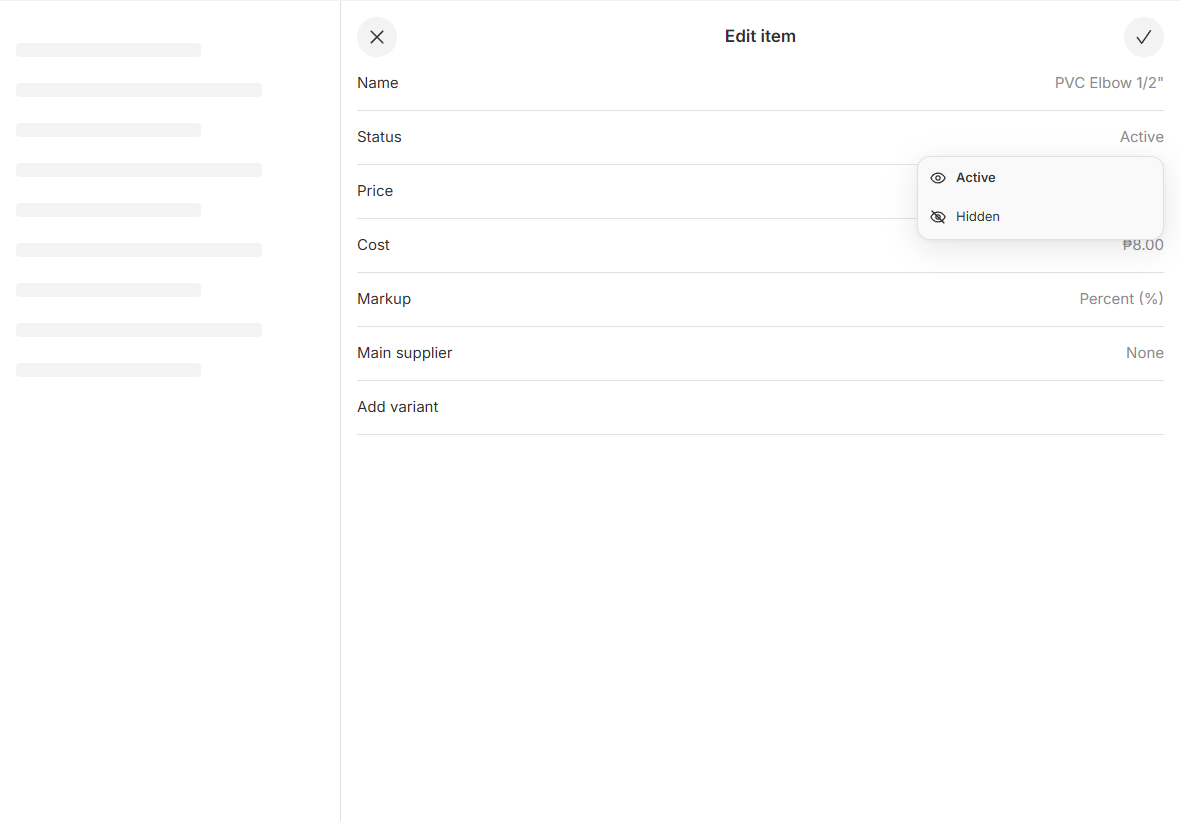 Edit item
Name PVC Elbow 1/2"
Status Active
Active
Price
Hidden
Cost ₱8.00
Markup Percent (%)
Main supplier None
Add variant